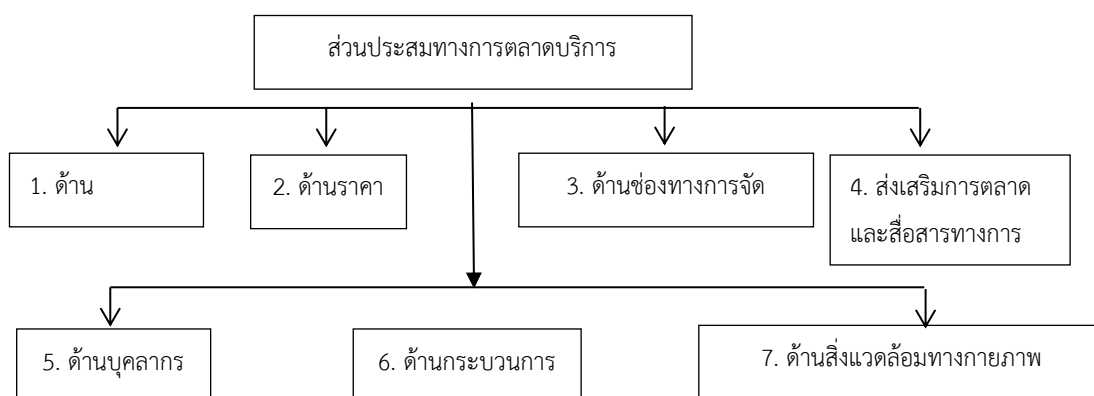 ส่วนประสมทางการตลาดบริการ
1. ด้าน
2. ด้านราคา
3. ด้านช่องทางการจัด
4. ส่งเสริมการตลาด
และสื่อสารทางการ
5. ด้านบุคลากร
6. ด้านกระบวนการ
7. ด้านสิ่งแวดล้อมทางกายภาพ